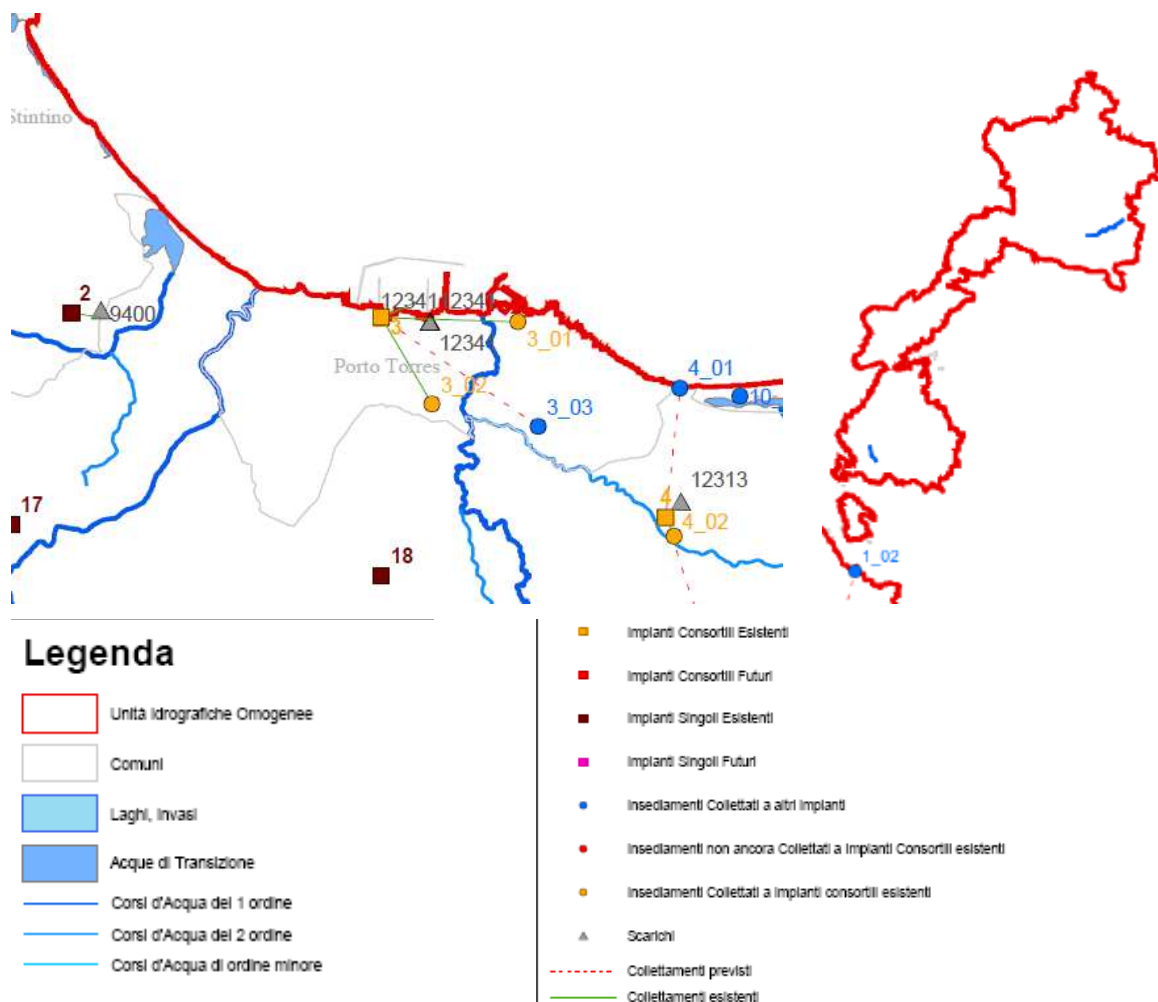 Stintino
2
9400
12341
1234
3
1234
3_01
Porto Torres
3_02
3_03
4_01
10
12313
4
4_02
17
18
1_02
Legenda
Unità Idrografiche Omogenee
Comuni
Laghi, Invasi
Acque di Transizione
Corsi d'Acqua del 1 ordine
Corsi d'Acqua del 2 ordine
Corsi d'Acqua di ordine minore
Impianti Consortili Esistenti
Impianti Consortili Futuri
Impianti Singoli Esistenti
Impianti Singoli Futuri
Insediamenti Collettati a altri Impianti
Insediamenti non ancora Collettati a Impianti Consortili esistenti
Insediamenti Collettati a Impianti consortili esistenti
Scarichi
Collettamenti previsti
Collettamenti esistenti